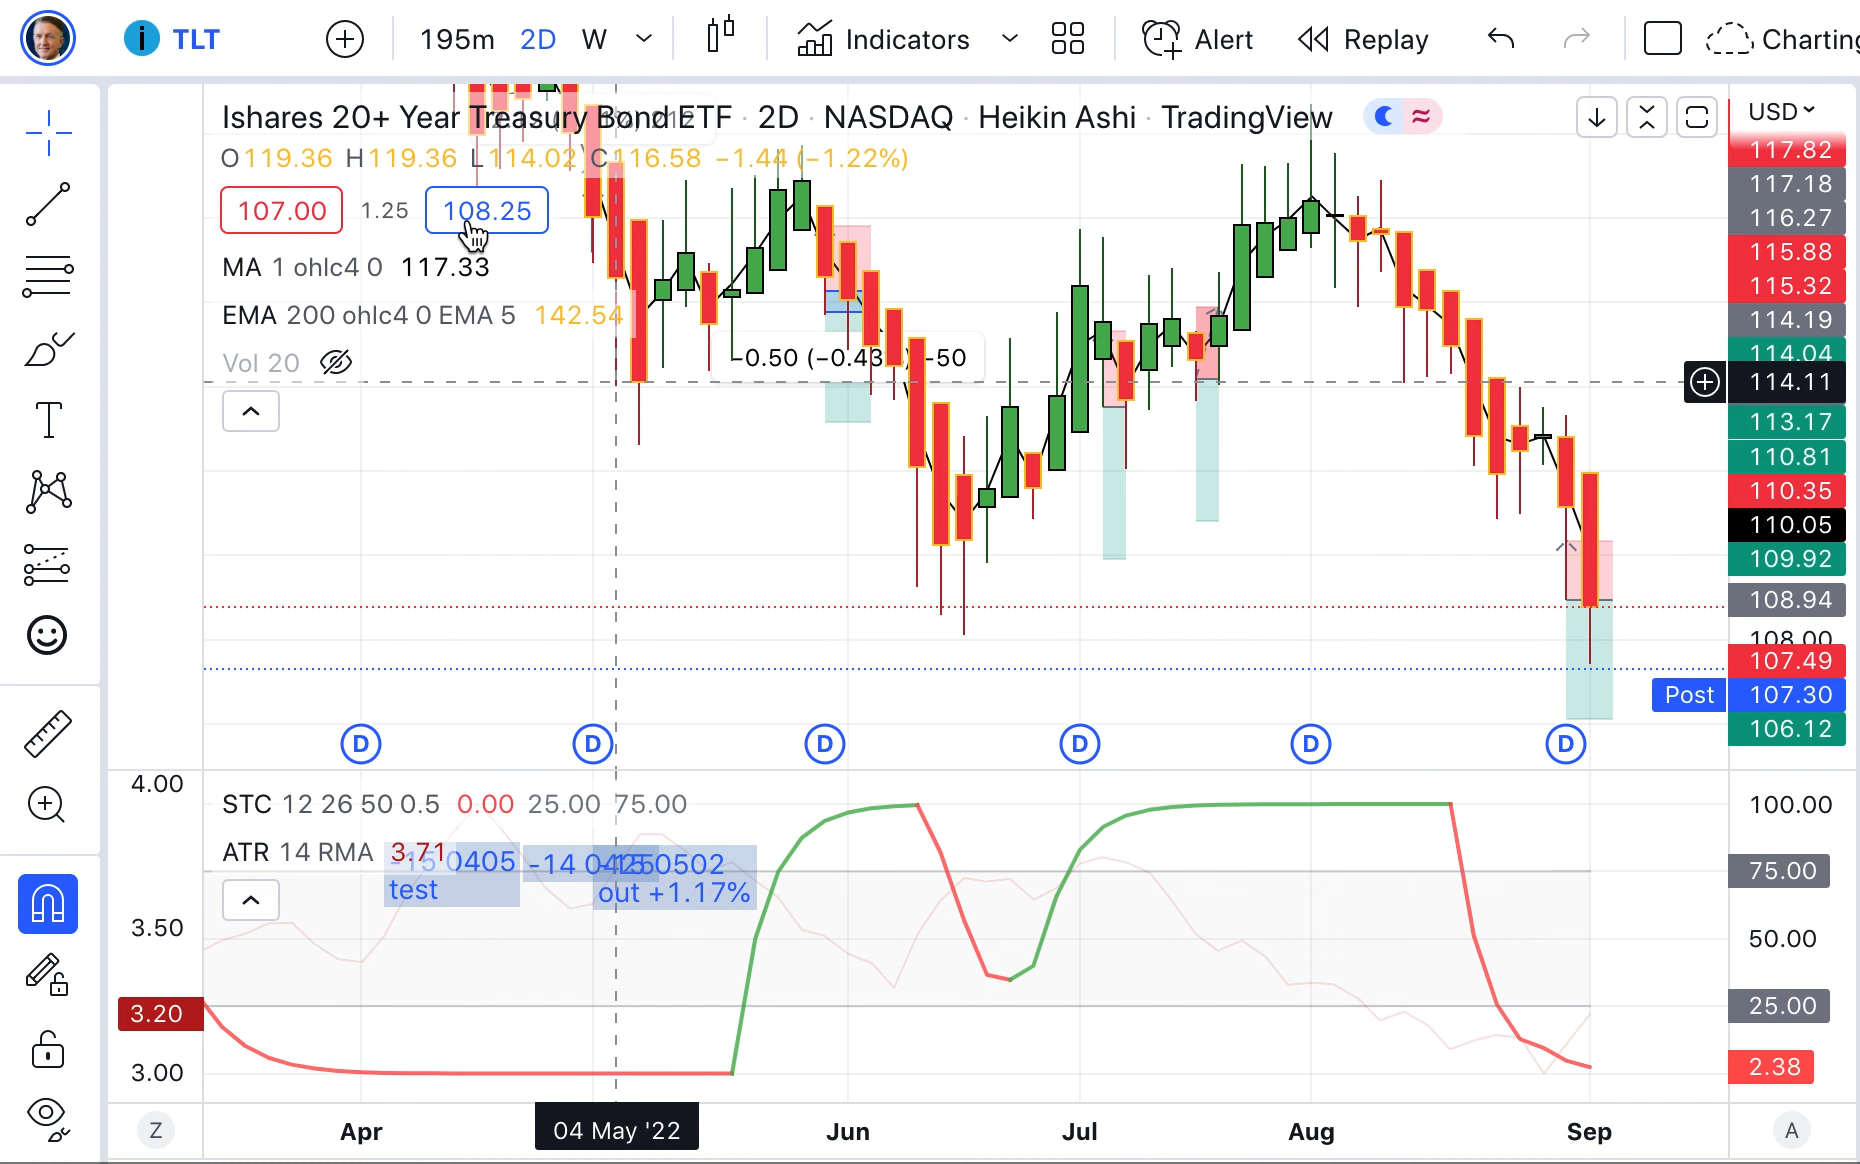 TLT
195m 2D W Indicators Alert Replay Charting
Ishares 20+ Year Treasury Bond ETF · 2D · NASDAQ · Heikin Ashi · TradingView
USD
O119.36 H119.36 L114.02 C116.58 −1.44 (−1.22%)
107.00 1.25 108.25
MA 1 ohlc4 0 117.33
EMA 200 ohlc4 0 EMA 5 142.54
Vol 20
−0.50 (−0.43 -50
117.82
117.18
116.27
115.88
115.32
114.19
114.04
114.11
113.17
110.81
110.35
110.05
109.92
108.94
108.00
107.49
Post 107.30
106.12
D D D D D D
4.00
3.50
3.20
3.00
STC 12 26 50 0.5 0.00 25.00 75.00
ATR 14 RMA 3.71
-15 0405 -14 0425 0502
test
out +1.17%
100.00
75.00
50.00
25.00
2.38
Z Apr 04 May '22 Jun Jul Aug Sep A